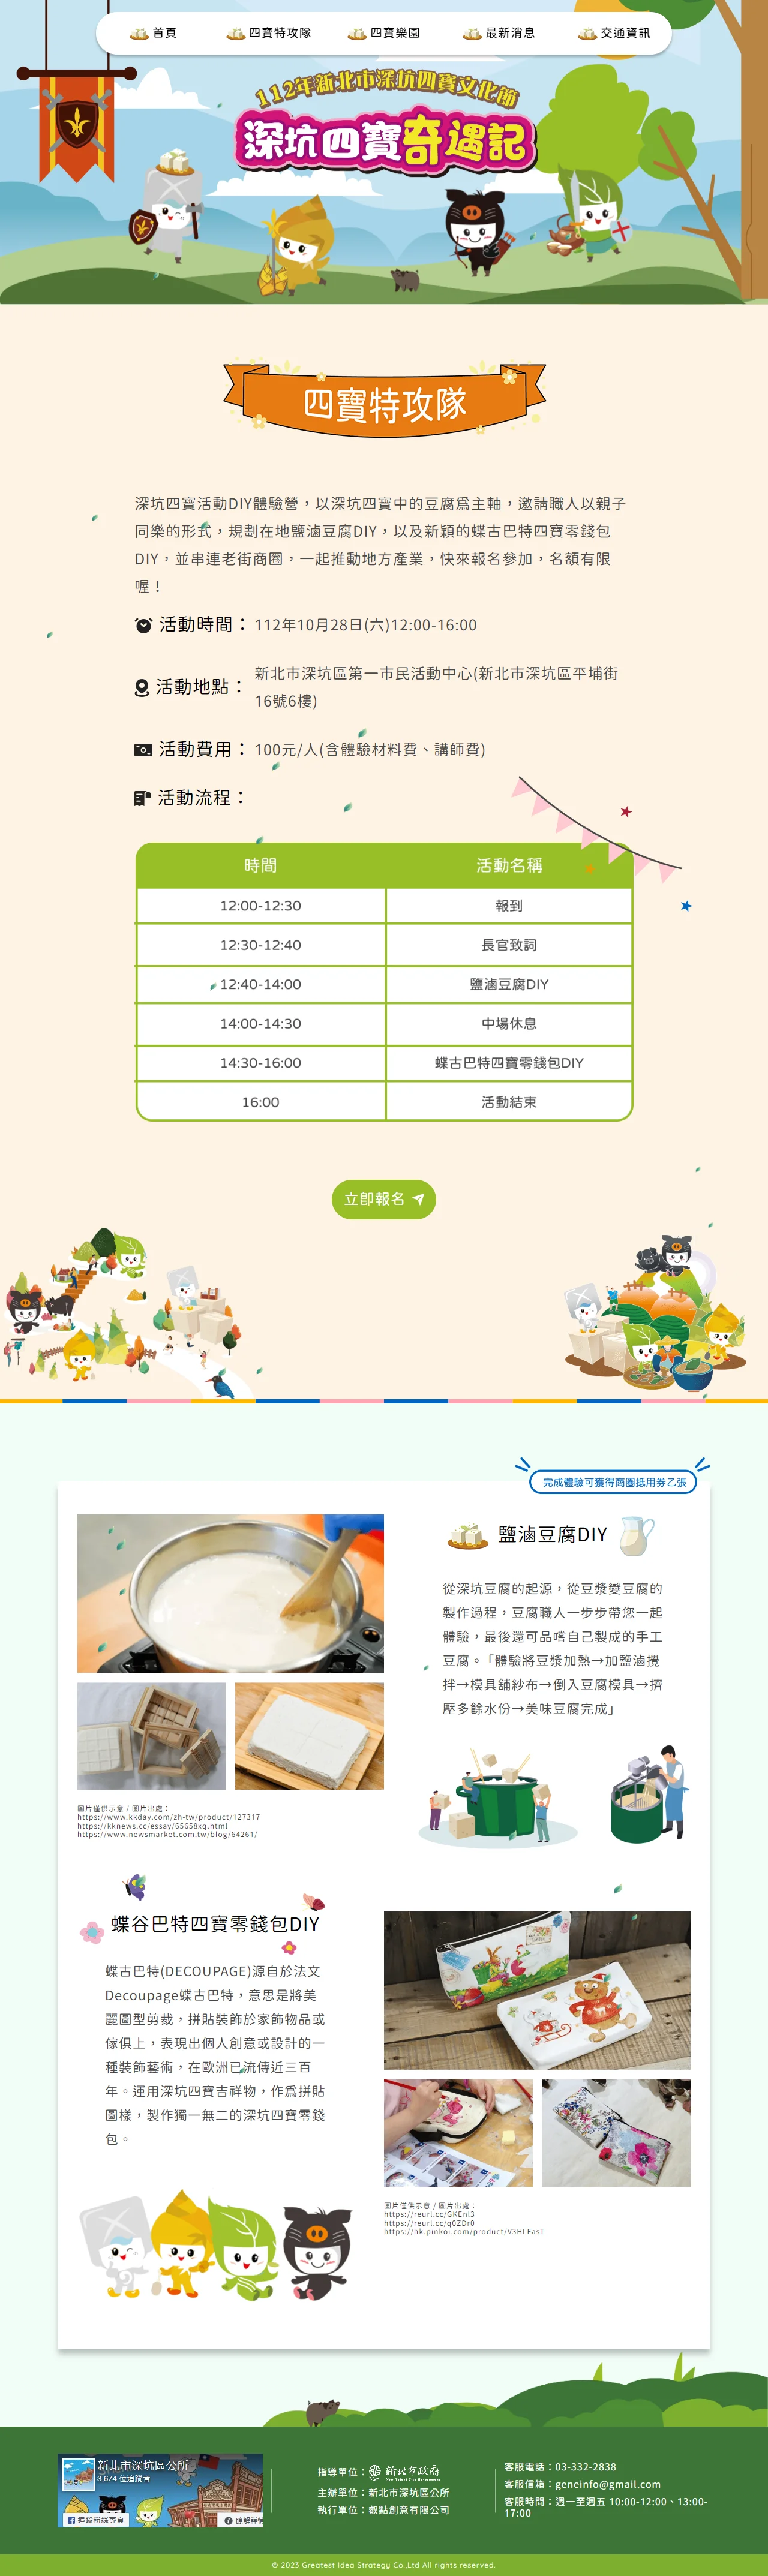 首頁
四寶特攻隊
四寶樂園
最新消息
交通資訊
112年新北市深坑四寶文化節
深坑四寶奇遇記
四寶特攻隊
深坑四寶活動DIY體驗營，以深坑四寶中的豆腐為主軸，邀請職人以親子
同樂的形式，規劃在地鹽滷豆腐DIY，以及新穎的蝶古巴特四寶零錢包
DIY，並串連老街商圈，一起推動地方產業，快來報名參加，名額有限
喔！
活動時間： 112年10月28日(六)12:00-16:00
活動地點： 新北市深坑區第一市民活動中心(新北市深坑區平埔街
16號6樓)
活動費用： 100元/人(含體驗材料費、講師費)
活動流程：
時間 活動名稱
12:00-12:30 報到
12:30-12:40 長官致詞
12:40-14:00 鹽滷豆腐DIY
14:00-14:30 中場休息
14:30-16:00 蝶古巴特四寶零錢包DIY
16:00 活動結束
立即報名
完成體驗可獲得商圈抵用券乙張
鹽滷豆腐DIY
從深坑豆腐的起源，從豆漿變豆腐的
製作過程，豆腐職人一步步帶您一起
體驗，最後還可品嚐自己製成的手工
豆腐。「體驗將豆漿加熱→加鹽滷攪
拌→模具舖紗布→倒入豆腐模具→擠
壓多餘水份→美味豆腐完成」
圖片僅供示意 / 圖片出處：
https://www.kkday.com/zh-tw/product/127317
https://kknews.cc/essay/65658xq.html
https://www.newsmarket.com.tw/blog/64261/
蝶谷巴特四寶零錢包DIY
蝶古巴特(DECOUPAGE)源自於法文
Decoupage蝶古巴特，意思是將美
麗圖型剪裁，拼貼裝飾於家飾物品或
傢俱上，表現出個人創意或設計的一
種裝飾藝術，在歐洲已流傳近三百
年。運用深坑四寶吉祥物，作為拼貼
圖樣，製作獨一無二的深坑四寶零錢
包。
圖片僅供示意 / 圖片出處：
https://reurl.cc/GKEnl3
https://reurl.cc/q0ZDr0
https://hk.pinkoi.com/product/V3HLFasT
新北市深坑區公所
3,674 位追蹤者
追蹤粉絲專頁
瞭解詳情
指導單位： 新北市政府
New Taipei City Government
主辦單位：新北市深坑區公所
執行單位：叡點創意有限公司
客服電話：03-332-2838
客服信箱：geneinfo@gmail.com
客服時間：週一至週五 10:00-12:00、13:00-
17:00
© 2023 Greatest Idea Strategy Co.,Ltd All rights reserved.